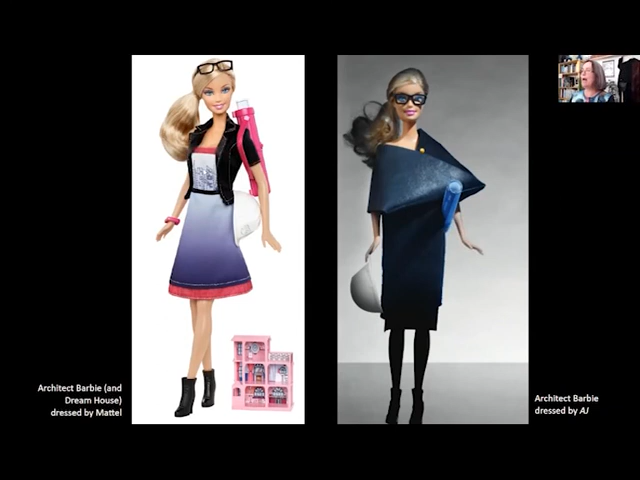 Architect Barbie (and
Dream House)
dressed by Mattel
Architect Barbie
dressed by AJ